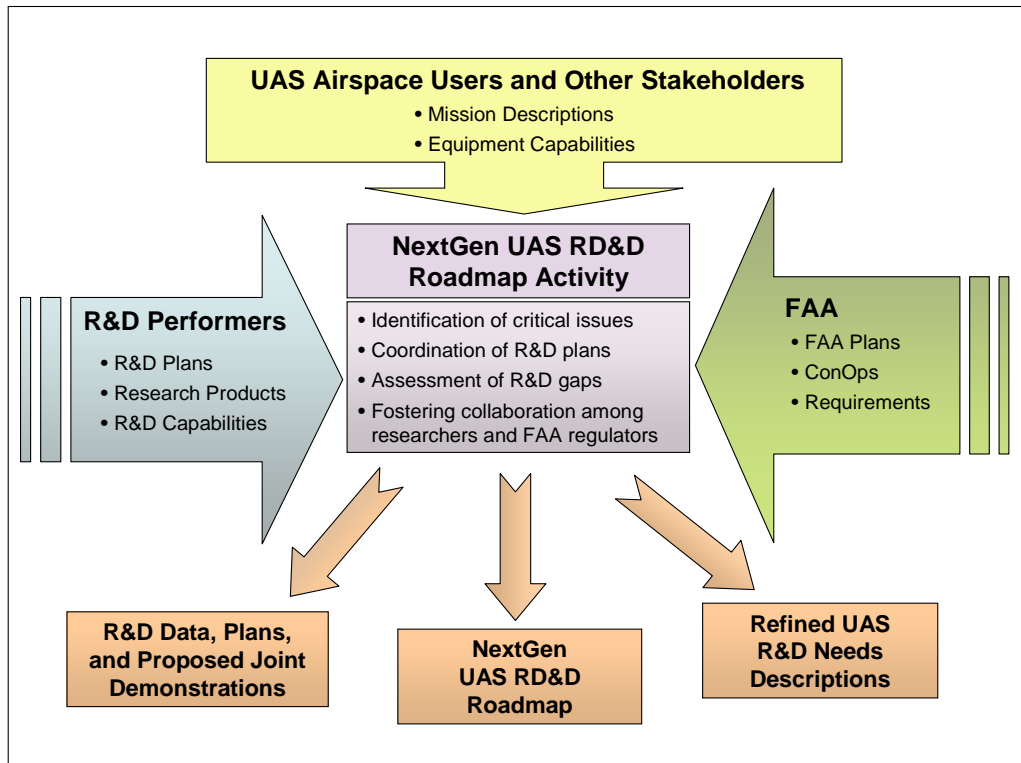 UAS Airspace Users and Other Stakeholders
• Mission Descriptions
• Equipment Capabilities
NextGen UAS RD&D
Roadmap Activity
• Identification of critical issues
• Coordination of R&D plans
• Assessment of R&D gaps
• Fostering collaboration among
researchers and FAA regulators
R&D Performers
• R&D Plans
• Research Products
• R&D Capabilities
FAA
• FAA Plans
• ConOps
• Requirements
R&D Data, Plans,
and Proposed Joint
Demonstrations
NextGen
UAS RD&D
Roadmap
Refined UAS
R&D Needs
Descriptions